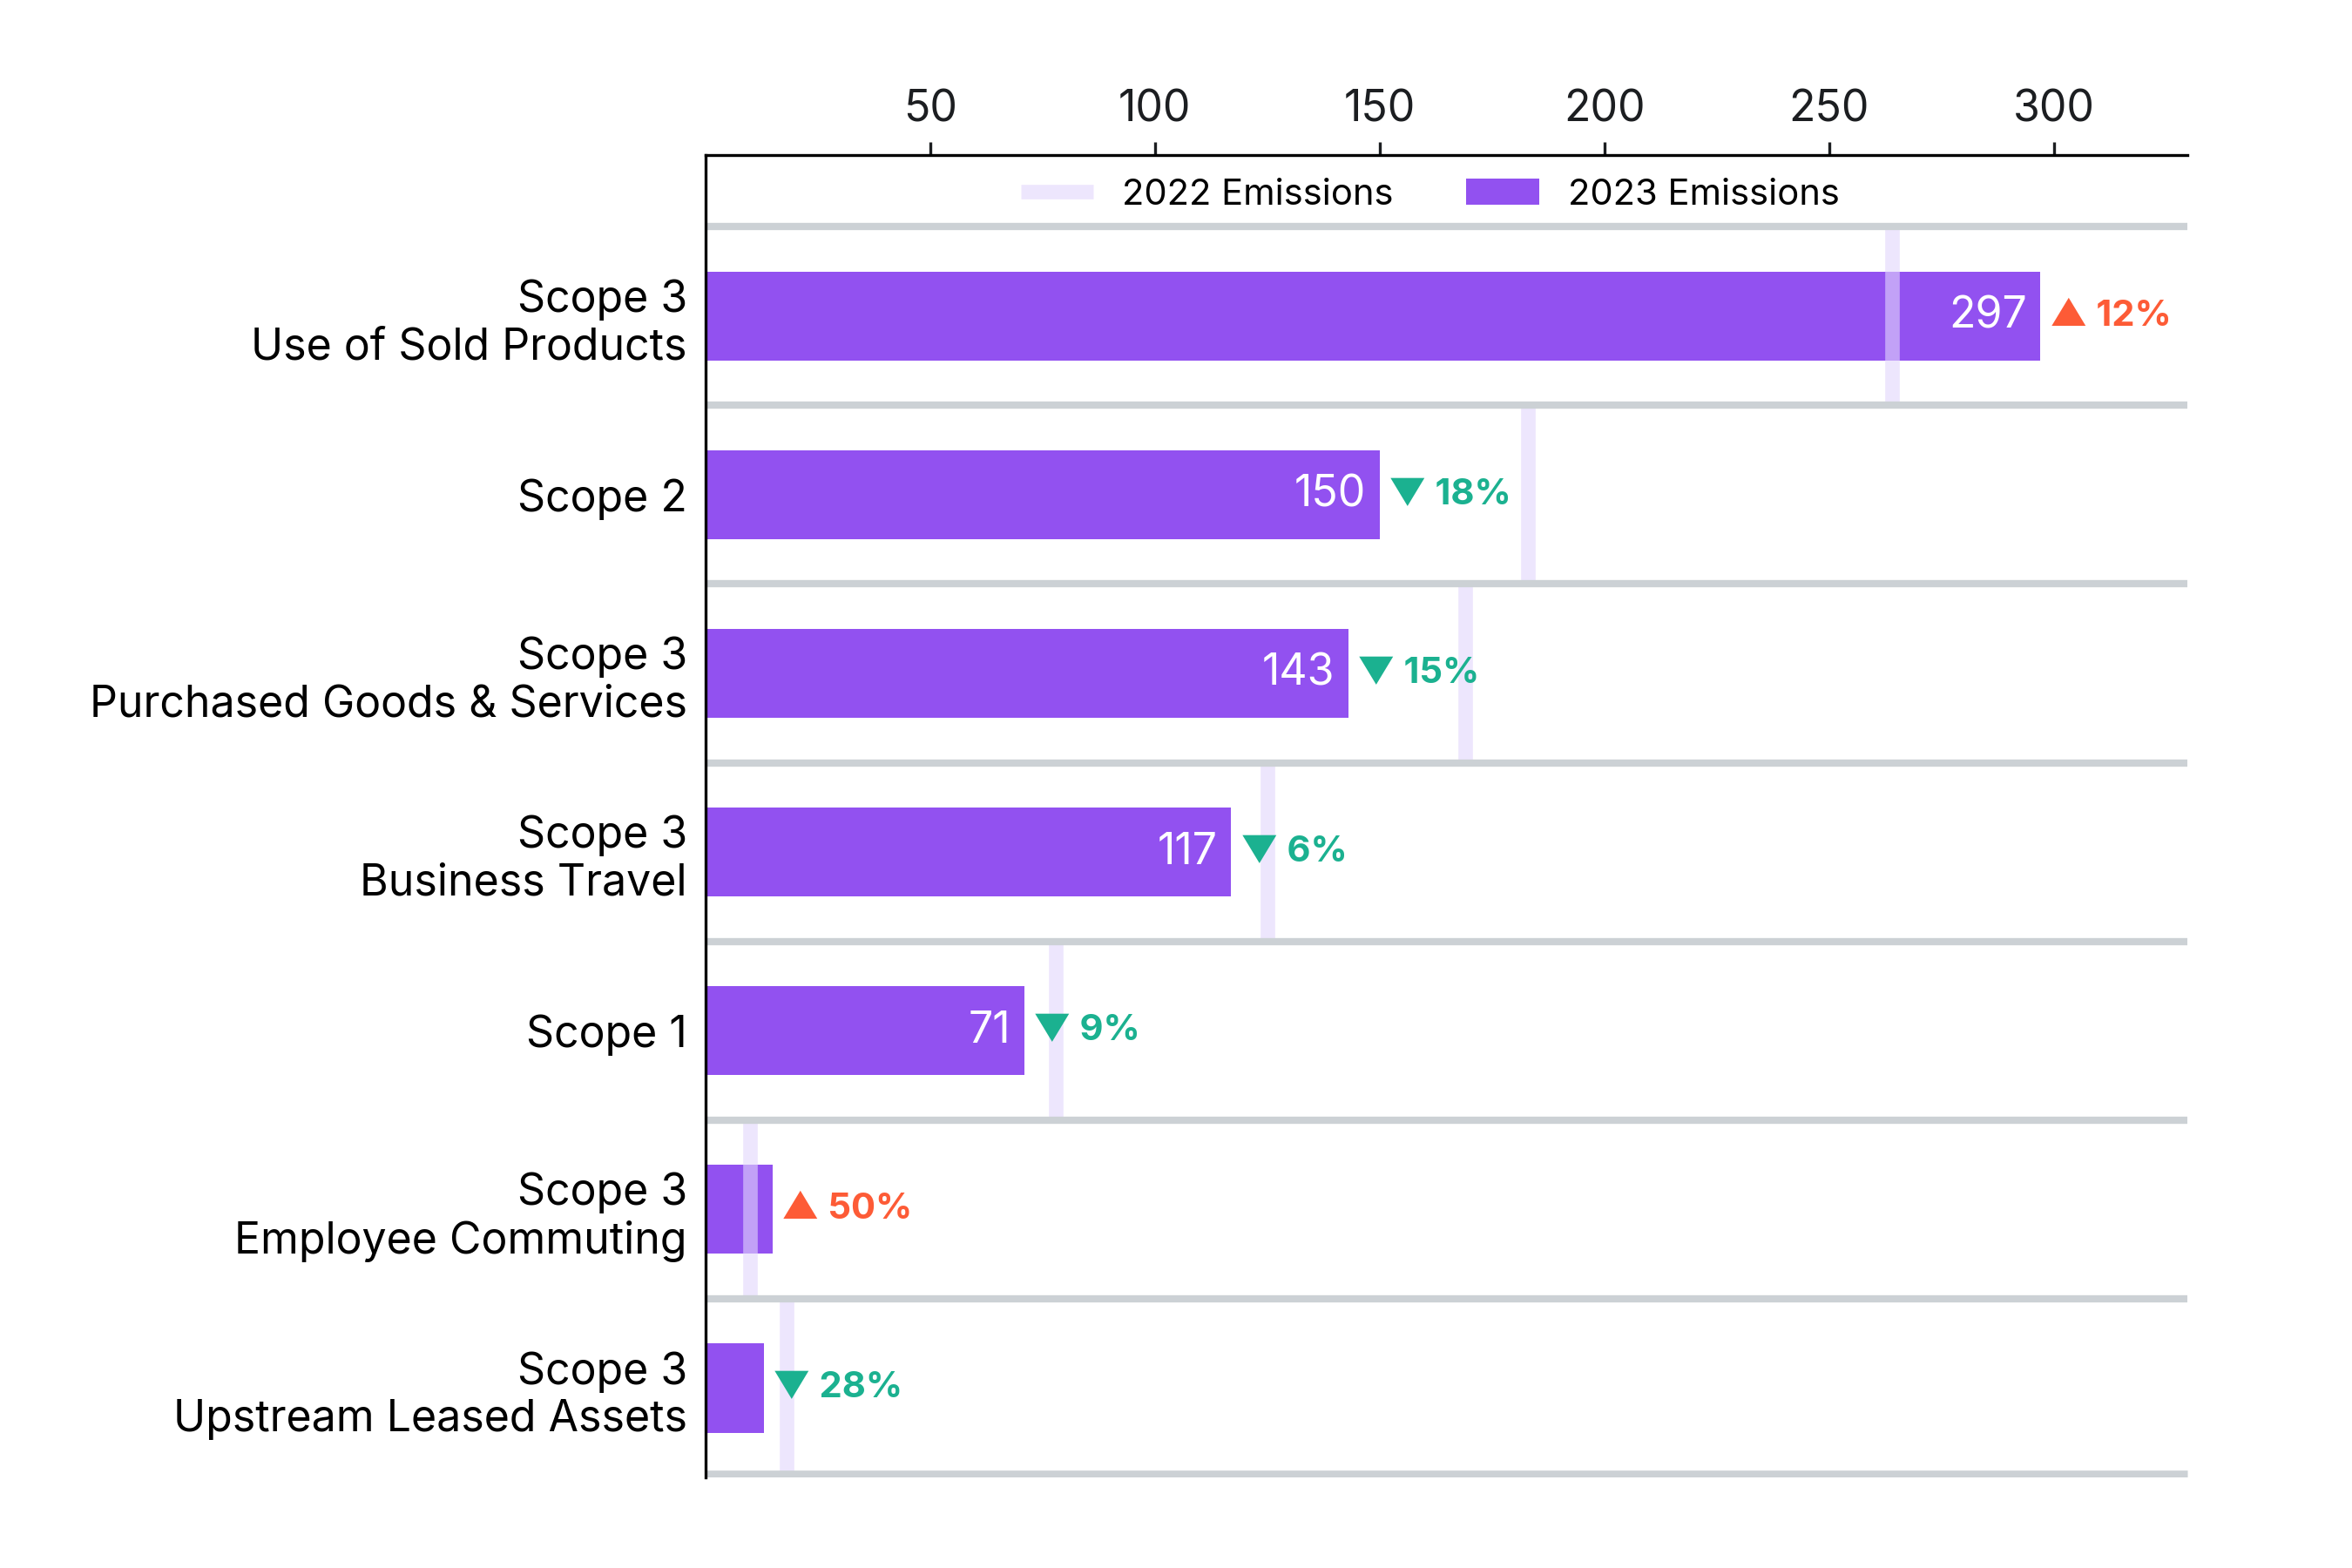 50 100 150 200 250 300
2022 Emissions 2023 Emissions
Scope 3
Use of Sold Products
297 ▲ 12%
Scope 2
150 ▼ 18%
Scope 3
Purchased Goods & Services
143 ▼ 15%
Scope 3
Business Travel
117 ▼ 6%
Scope 1
71 ▼ 9%
Scope 3
Employee Commuting
▲ 50%
Scope 3
Upstream Leased Assets
▼ 28%